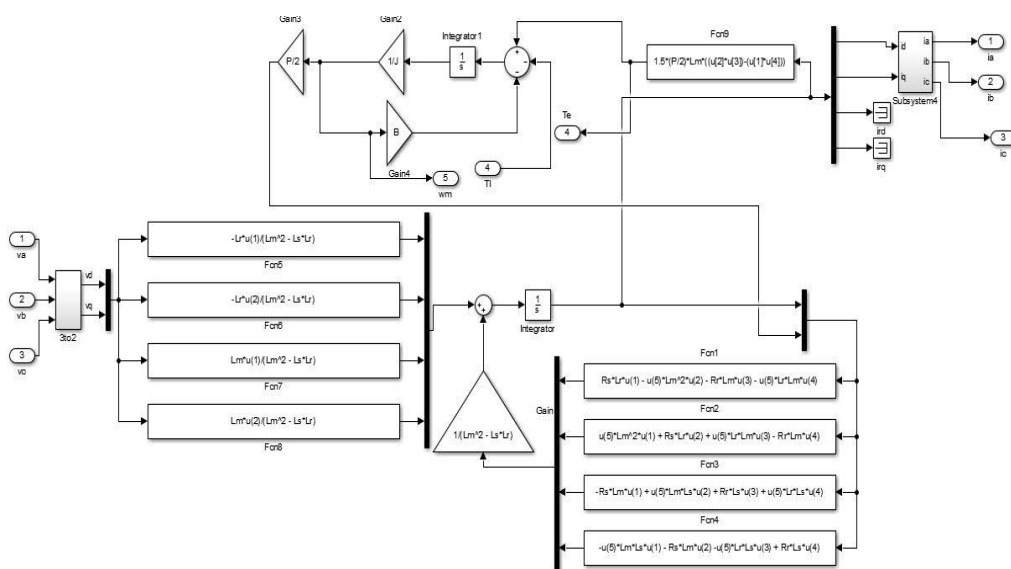 Gain3
Gain2
Integrator1
Fcn9
P/2
1/J
1
s
+
-
-
1.5*(P/2)*Lm*((u[2]*u[3])-(u[1]*u[4]))
id
iq
ia
ib
ic
Subsystem4
1
ia
2
ib
3
ic
ird
irq
B
Gain4
Te
4
4
Tl
5
wm
1
va
2
vb
3
vc
3to2
vd
vq
-Lr*u(1)/(Lm^2 - Ls*Lr)
Fcn5
-Lr*u(2)/(Lm^2 - Ls*Lr)
Fcn6
Lm*u(1)/(Lm^2 - Ls*Lr)
Fcn7
Lm*u(2)/(Lm^2 - Ls*Lr)
Fcn8
+
+
1
s
Integrator
1/(Lm^2 - Ls*Lr)
Gain
Fcn1
Rs*Lr*u(1) - u(5)*Lm^2*u(2) - Rr*Lm*u(3) - u(5)*Lr*Lm*u(4)
Fcn2
u(5)*Lm^2*u(1) + Rs*Lr*u(2) + u(5)*Lr*Lm*u(3) - Rr*Lm*u(4)
Fcn3
-Rs*Lm*u(1) + u(5)*Lm*Ls*u(2) + Rr*Ls*u(3) + u(5)*Lr*Ls*u(4)
Fcn4
-u(5)*Lm*Ls*u(1) - Rs*Lm*u(2) -u(5)*Lr*Ls*u(3) + Rr*Ls*u(4)